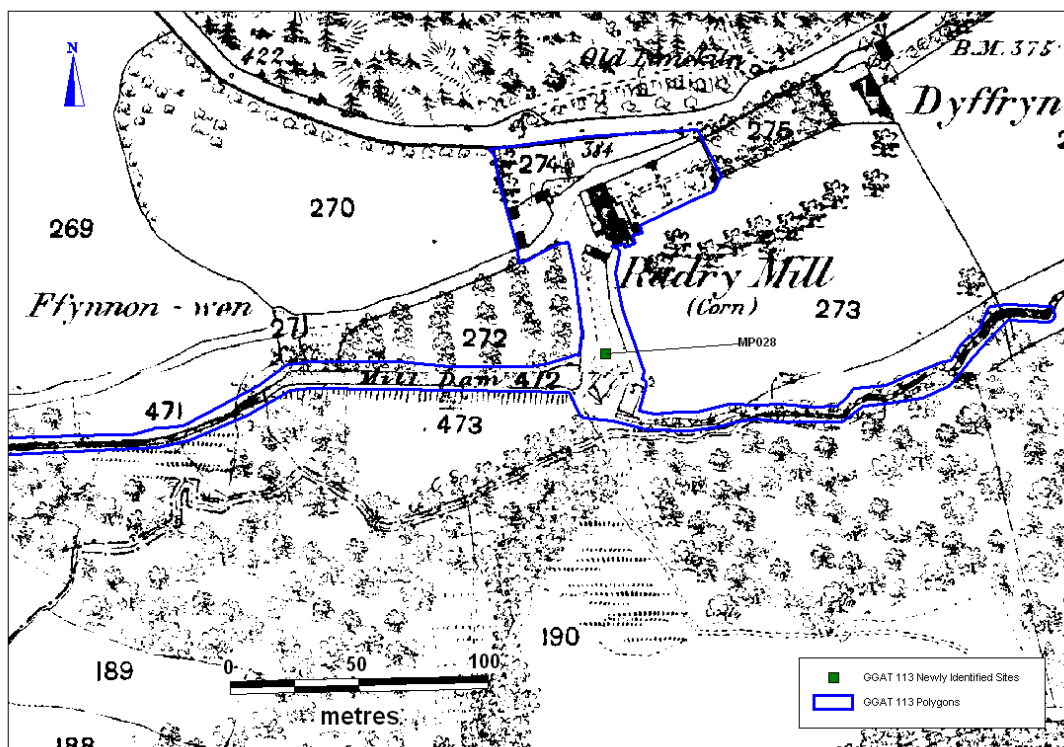 N
422
Old Limekiln
B.M. 375
Dyffryn
274
384
275
270
269
Rudry Mill
(Corn)
273
Ffynnon-wen
271
272
MP028
Mill Dam 472
471
473
190
189
0 50 100
metres
188
GGAT 113 Newly Identified Sites
GGAT 113 Polygons